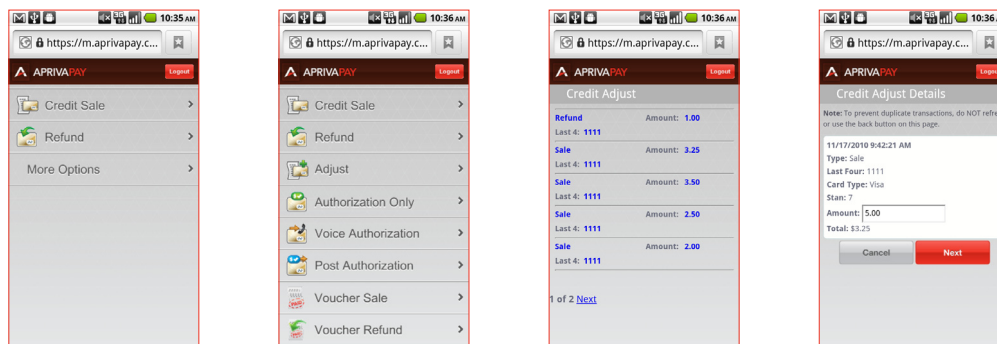 10:35 AM
https://m.aprivapay.c...
APRIVAPAY
Logout
Credit Sale
Refund
More Options
10:36 AM
https://m.aprivapay.c...
APRIVAPAY
Logout
Credit Sale
Refund
Adjust
Authorization Only
Voice Authorization
Post Authorization
Voucher Sale
Voucher Refund
10:36 AM
https://m.aprivapay.c...
APRIVAPAY
Logout
Credit Adjust
Refund Amount: 1.00
Last 4: 1111
Sale Amount: 3.25
Last 4: 1111
Sale Amount: 3.50
Last 4: 1111
Sale Amount: 2.50
Last 4: 1111
Sale Amount: 2.00
Last 4: 1111
1 of 2 Next
10:36
https://m.aprivapay.c...
APRIVAPAY
Credit Adjust Details
Note: To prevent duplicate transactions, do NOT
or use the back button on this page.
11/17/2010 9:42:21 AM
Type: Sale
Last Four: 1111
Card Type: Visa
Stan: 7
Amount: 5.00
Total: $3.25
Cancel Next